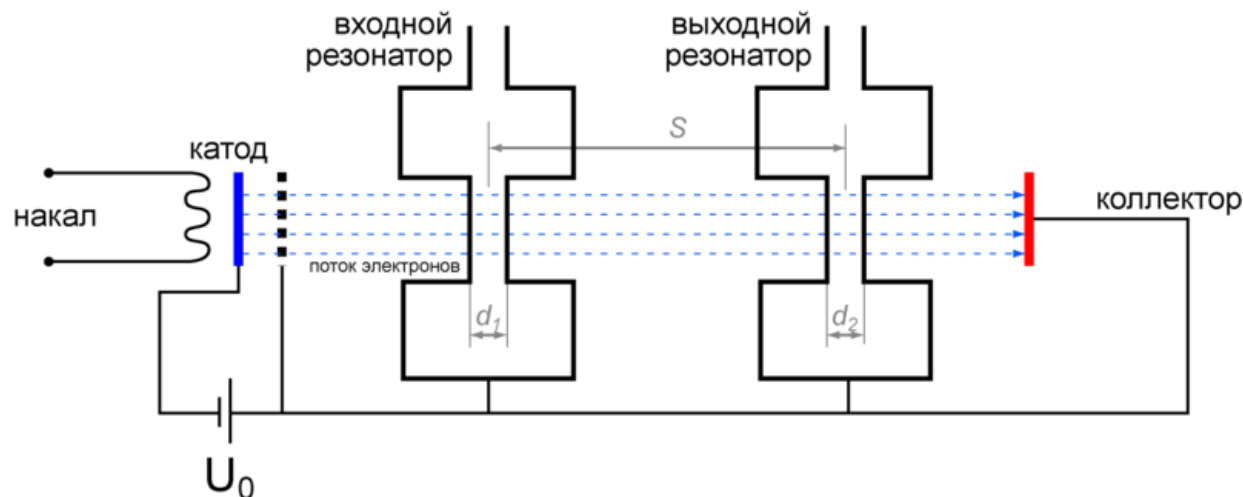 входной
резонатор
выходной
резонатор
S
катод
накал
коллектор
поток электронов
d₁
d₂
U₀